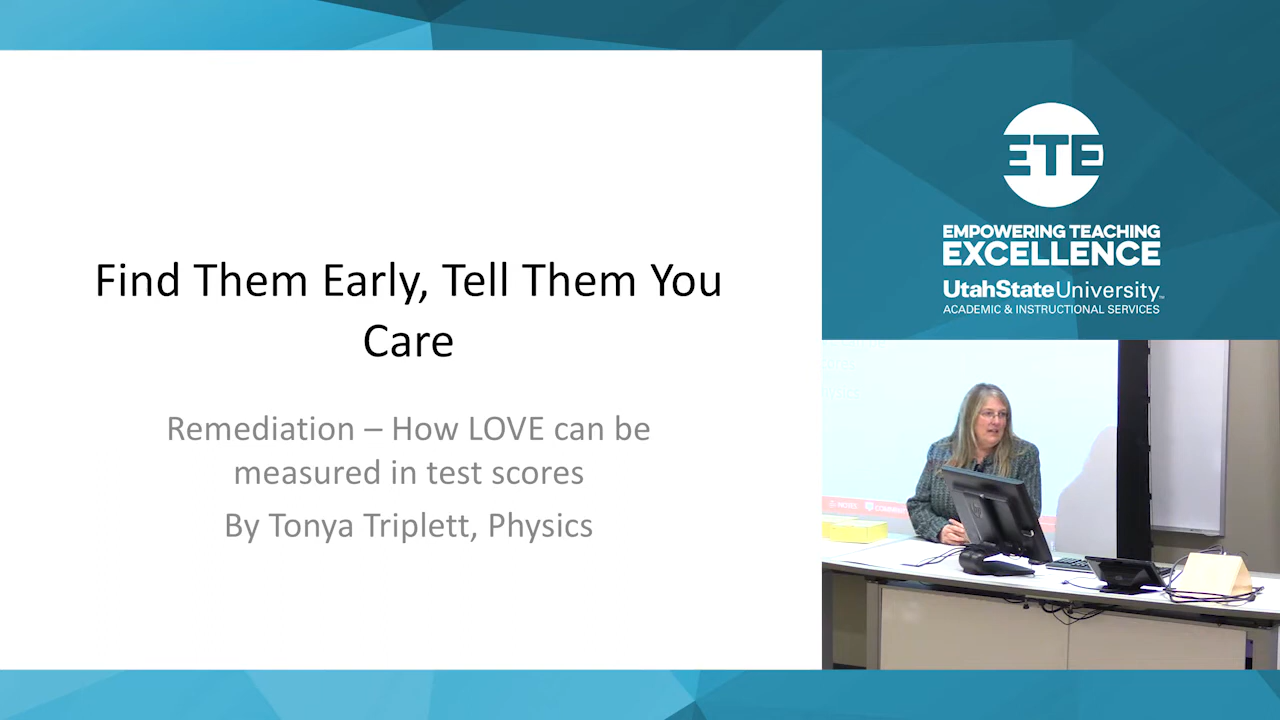 Find Them Early, Tell Them You
Care
Remediation – How LOVE can be
measured in test scores
By Tonya Triplett, Physics
ETE
EMPOWERING TEACHING
EXCELLENCE
UtahStateUniversity™
ACADEMIC & INSTRUCTIONAL SERVICES